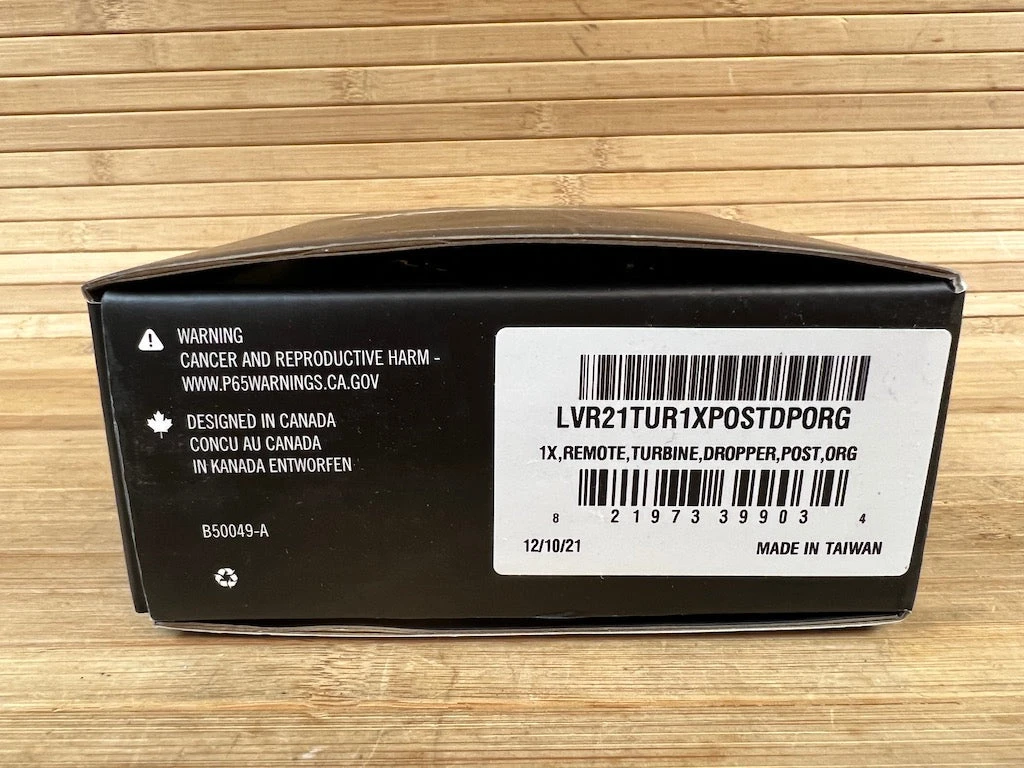 WARNING
CANCER AND REPRODUCTIVE HARM -
WWW.P65WARNINGS.CA.GOV
DESIGNED IN CANADA
CONCU AU CANADA
IN KANADA ENTWORFEN
B50049-A
LVR21TUR1XPOSTDPORG
1X,REMOTE,TURBINE,DROPPER,POST,ORG
8 21973 39903 4
12/10/21 MADE IN TAIWAN